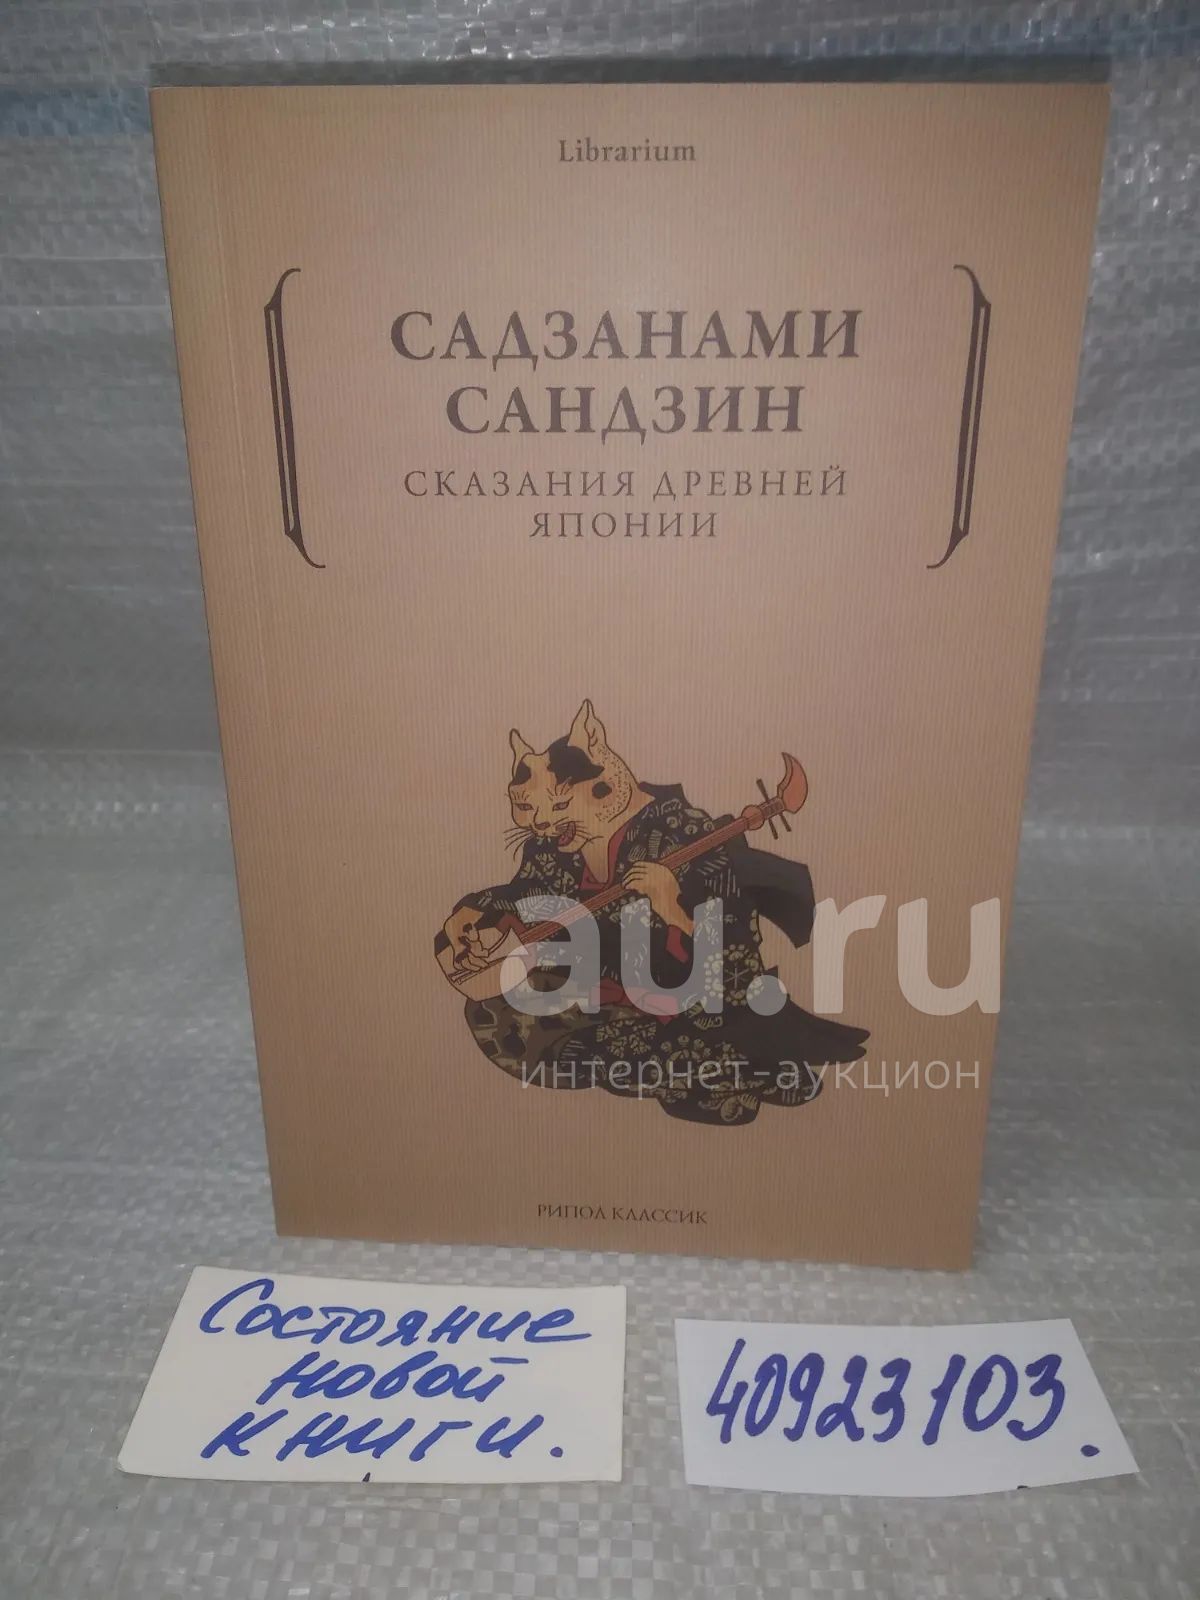 Librarium
САДЗАНАМИ
САНДЗИН
СКАЗАНИЯ ДРЕВНЕЙ
ЯПОНИИ
au.ru
интернет-аукцион
РИПОЛ КЛАССИК
Состояние
новой
книги.
40923103.